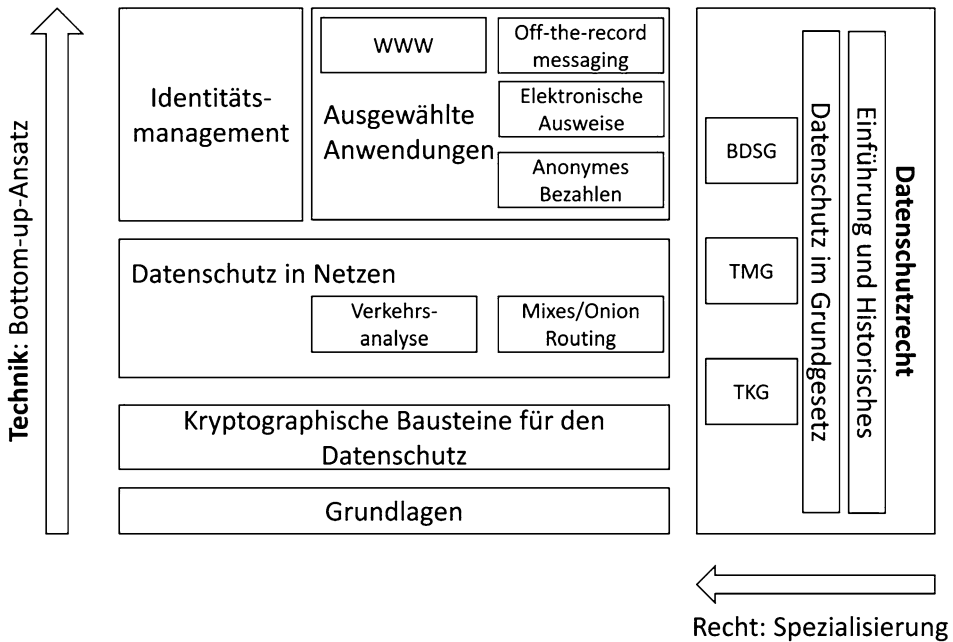 Technik: Bottom-up-Ansatz
Identitäts-
management
WWW
Ausgewählte
Anwendungen
Off-the-record
messaging
Elektronische
Ausweise
Anonymes
Bezahlen
Datenschutz in Netzen
Verkehrs-
analyse
Mixes/Onion
Routing
Kryptographische Bausteine für den
Datenschutz
Grundlagen
BDSG
TMG
TKG
Datenschutz im Grundgesetz
Einführung und Historisches
Datenschutzrecht
Recht: Spezialisierung